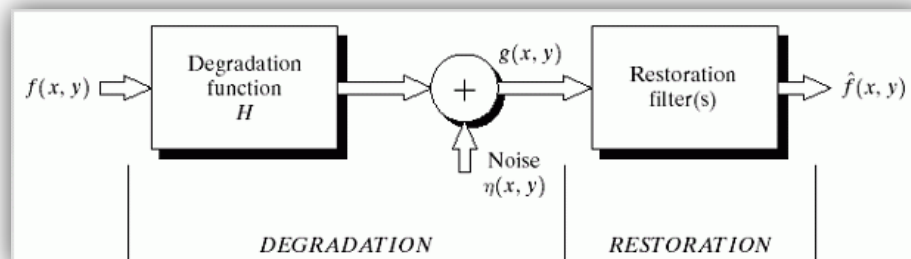 f(x, y)
Degradation
function
H
+
g(x, y)
Noise
η(x, y)
Restoration
filter(s)
f̂(x, y)
DEGRADATION
RESTORATION